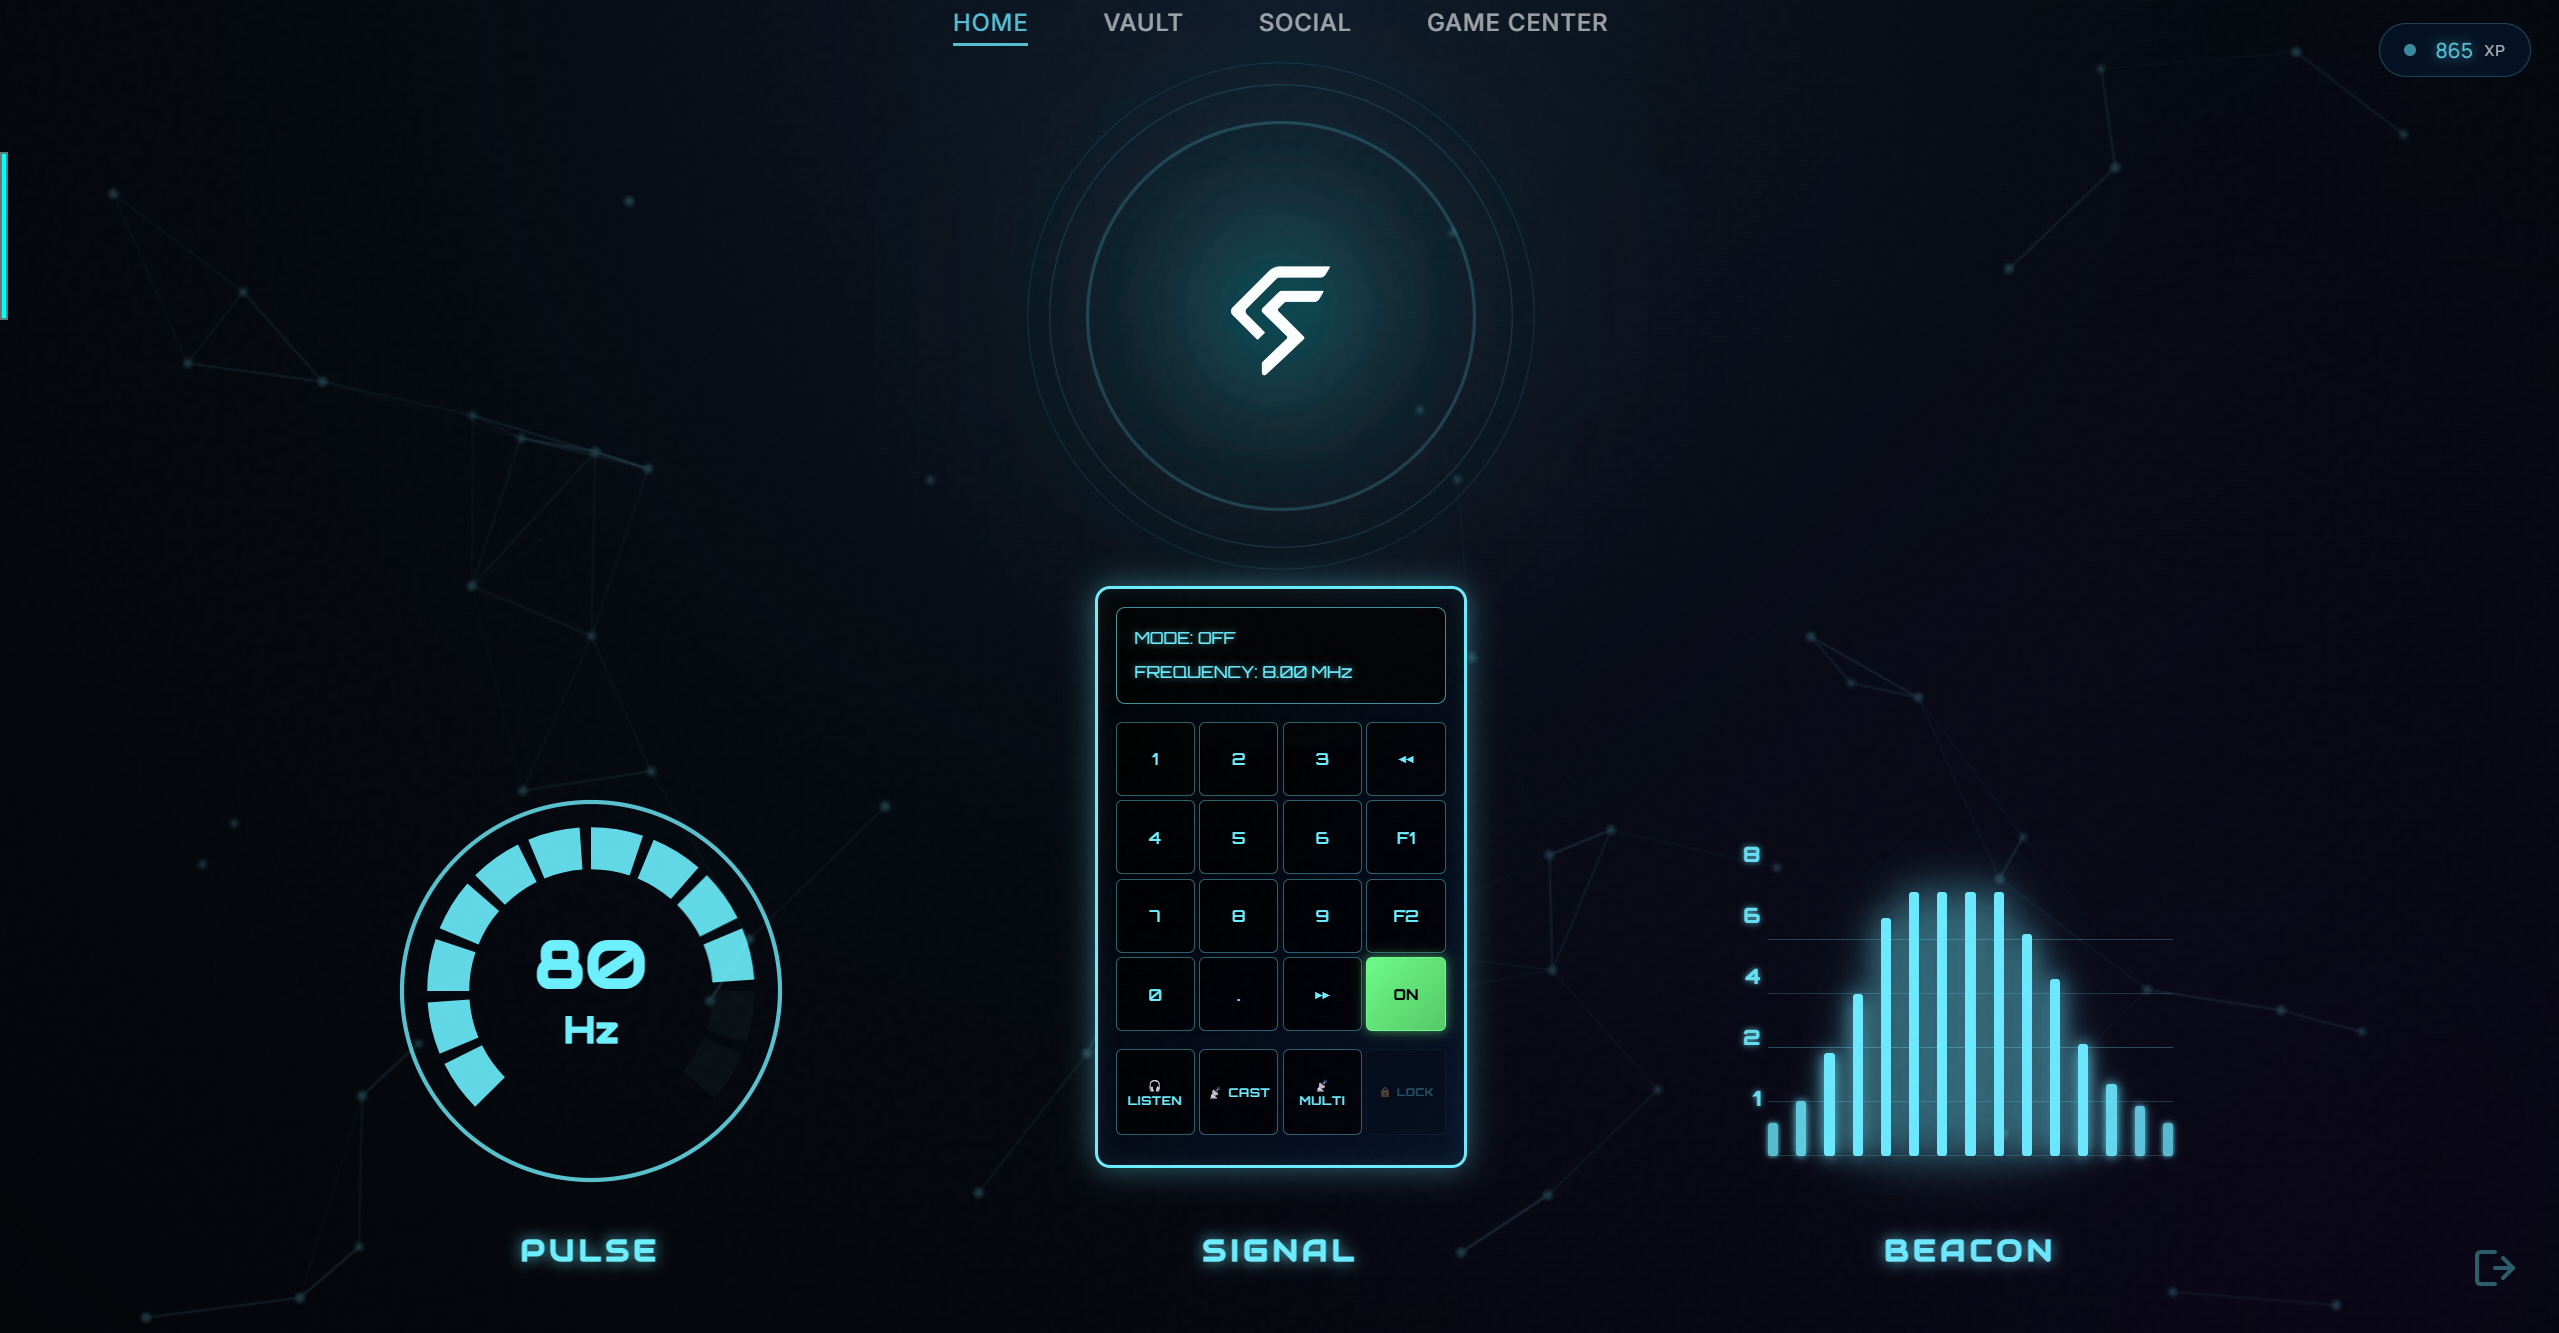 HOME VAULT SOCIAL GAME CENTER
865 XP
MODE: OFF
FREQUENCY: 8.00 MHz
1 2 3
4 5 6 F1
7 8 9 F2
0 . ON
LISTEN CAST MULTI LOCK
80
Hz
8
6
4
2
1
PULSE SIGNAL BEACON